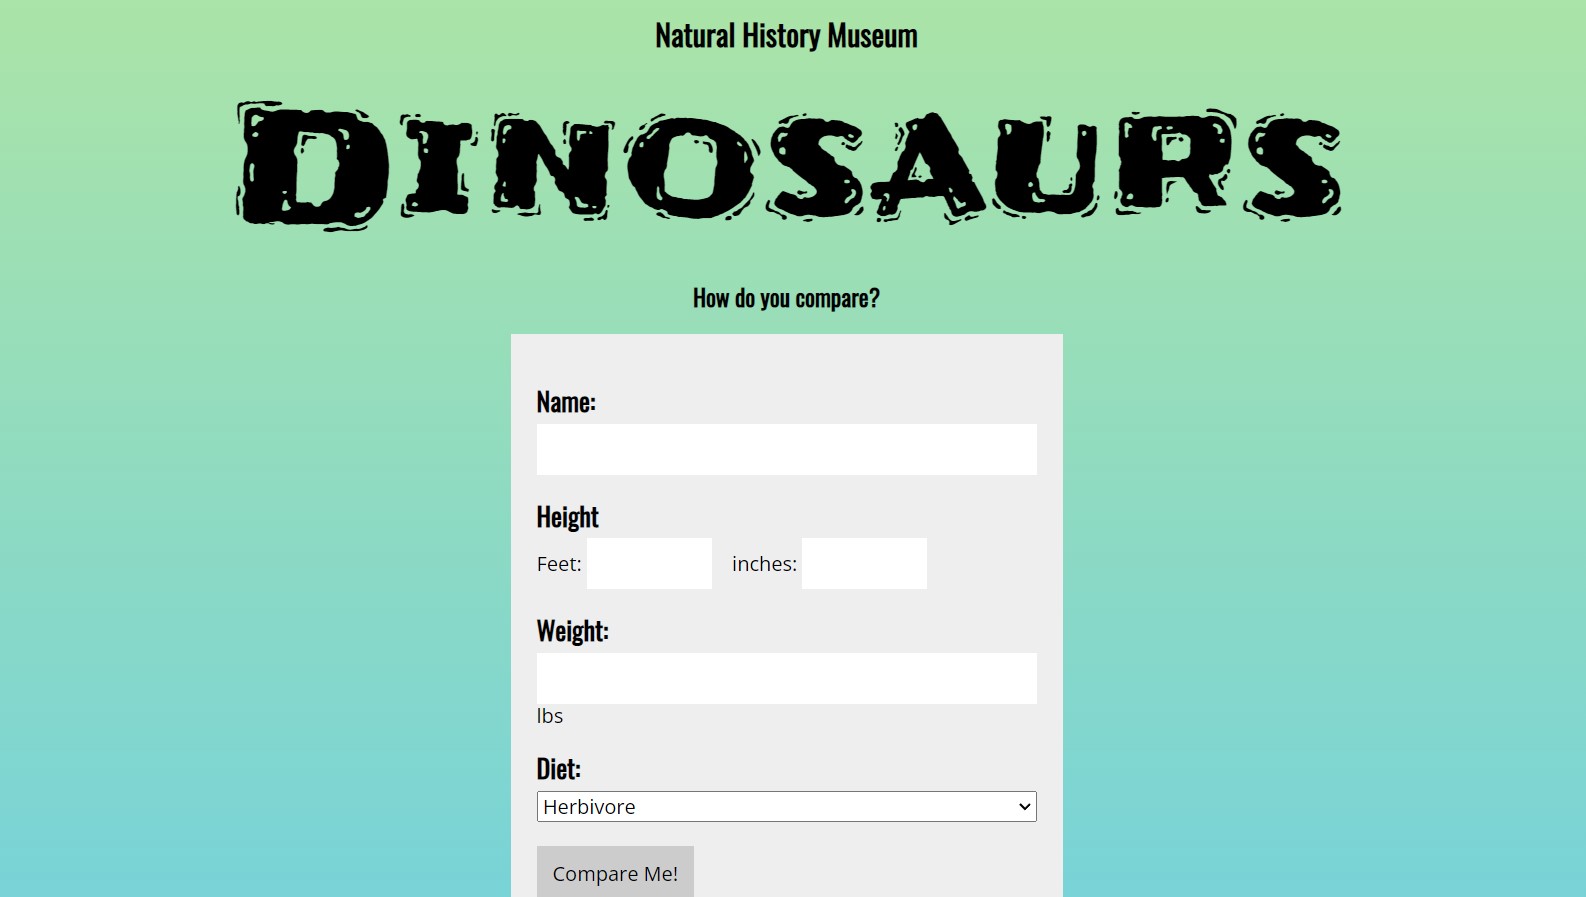 Natural History Museum
DINOSAURS
How do you compare?
Name:
Height
Feet: inches:
Weight:
lbs
Diet:
Herbivore
Compare Me!